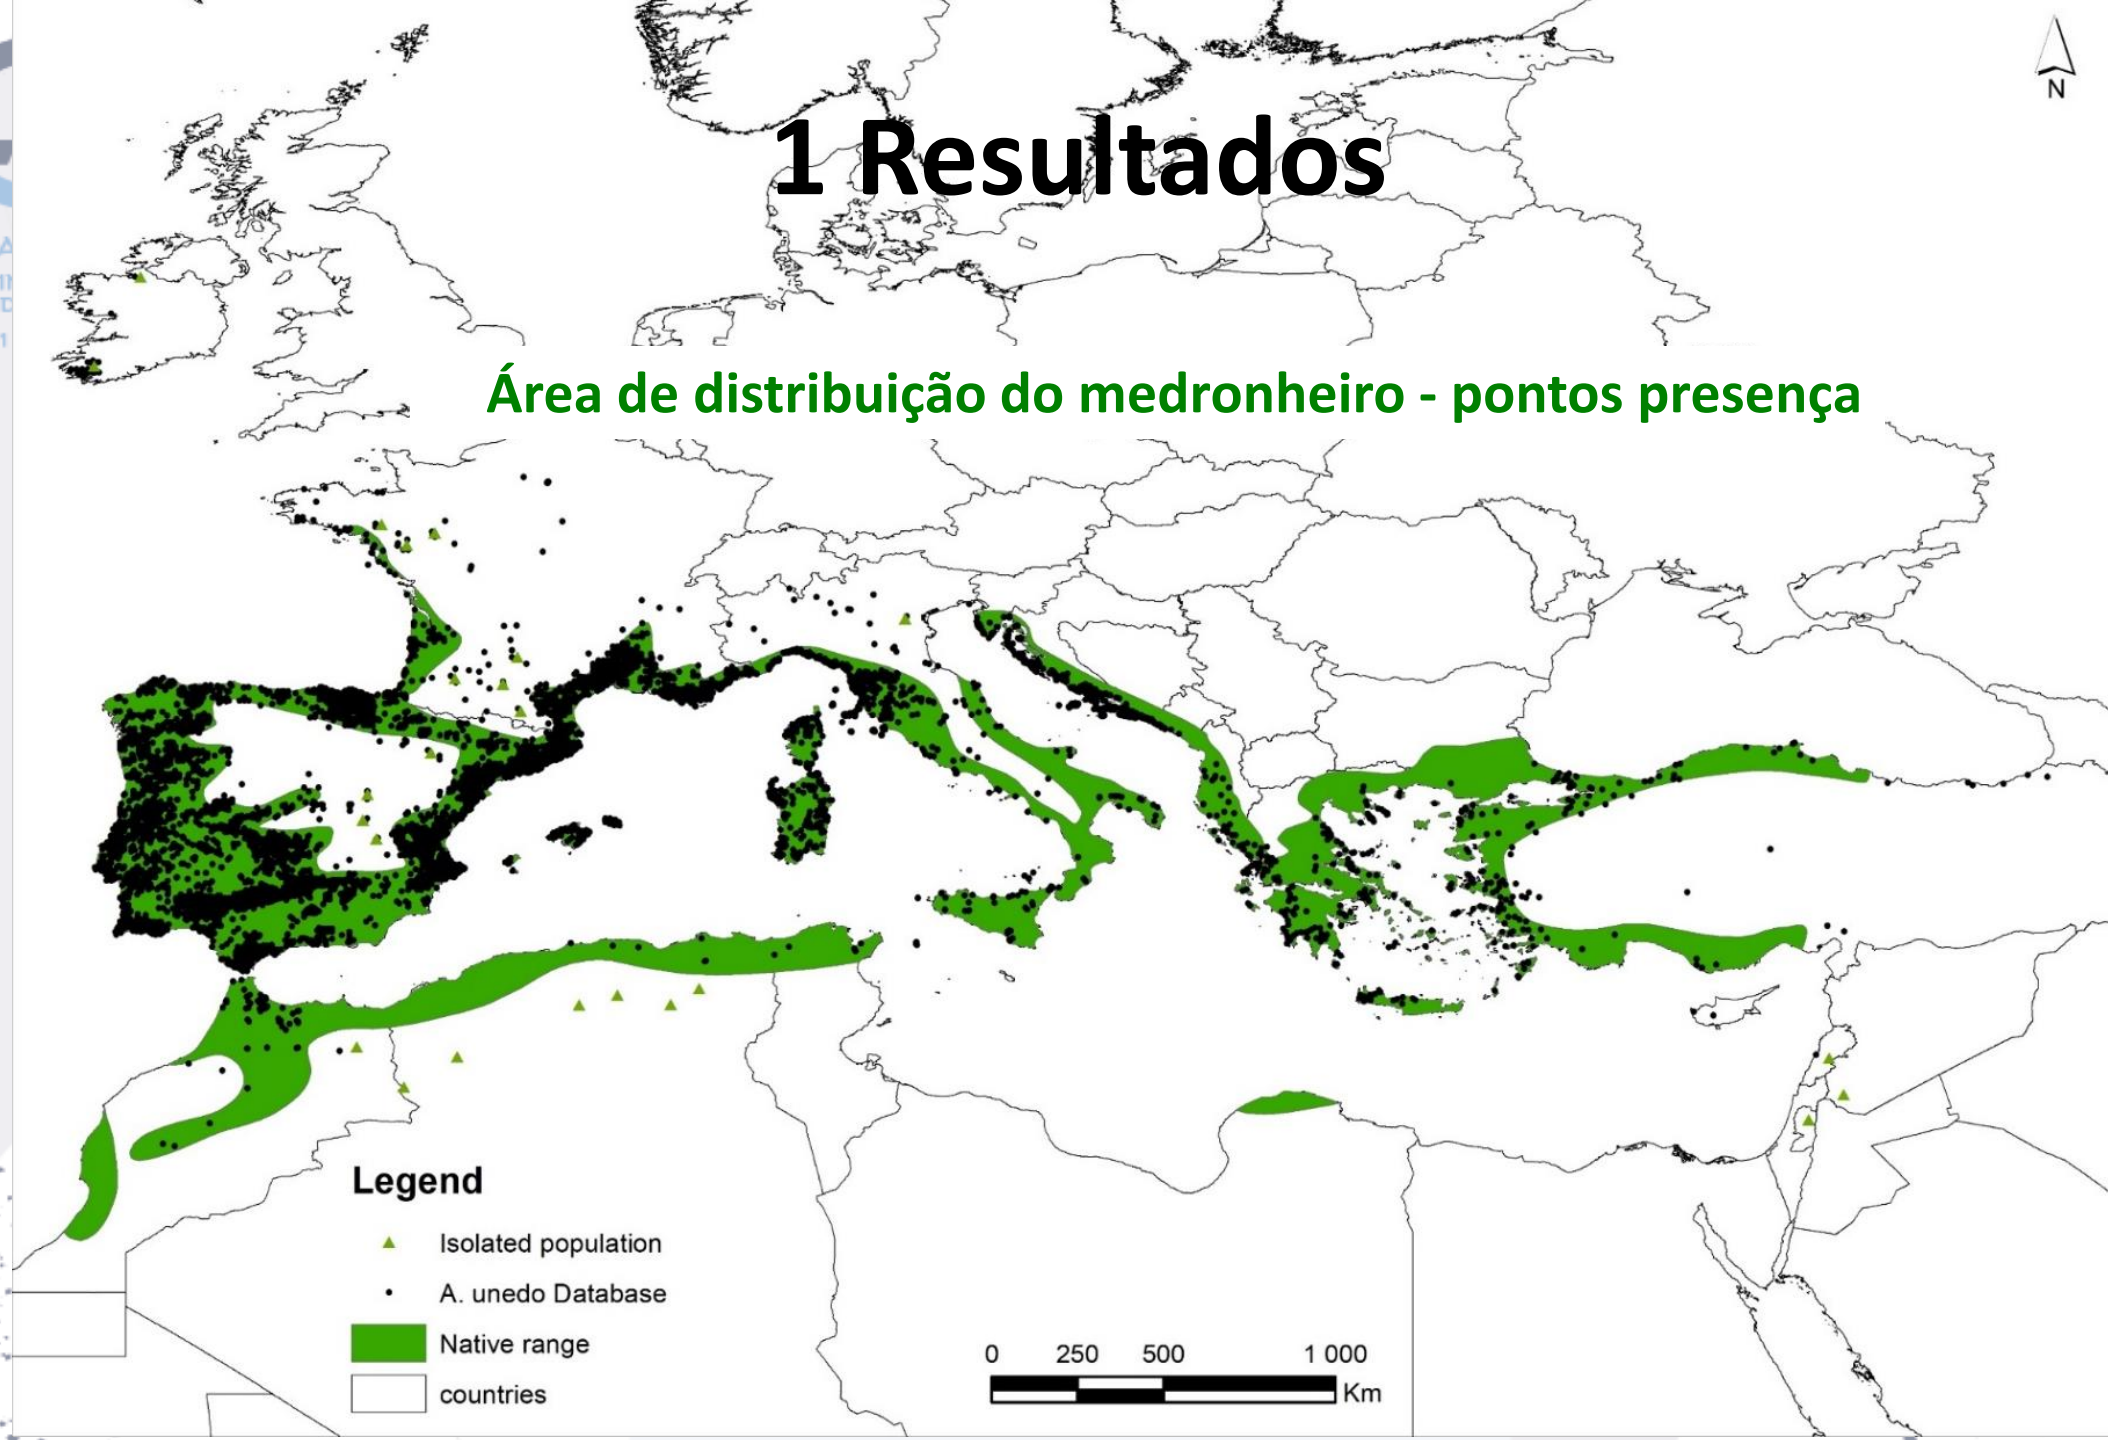 1 Resultados
N
Área de distribuição do medronheiro - pontos presença
Legend
Isolated population
A. unedo Database
Native range
countries
0 250 500 1 000
Km